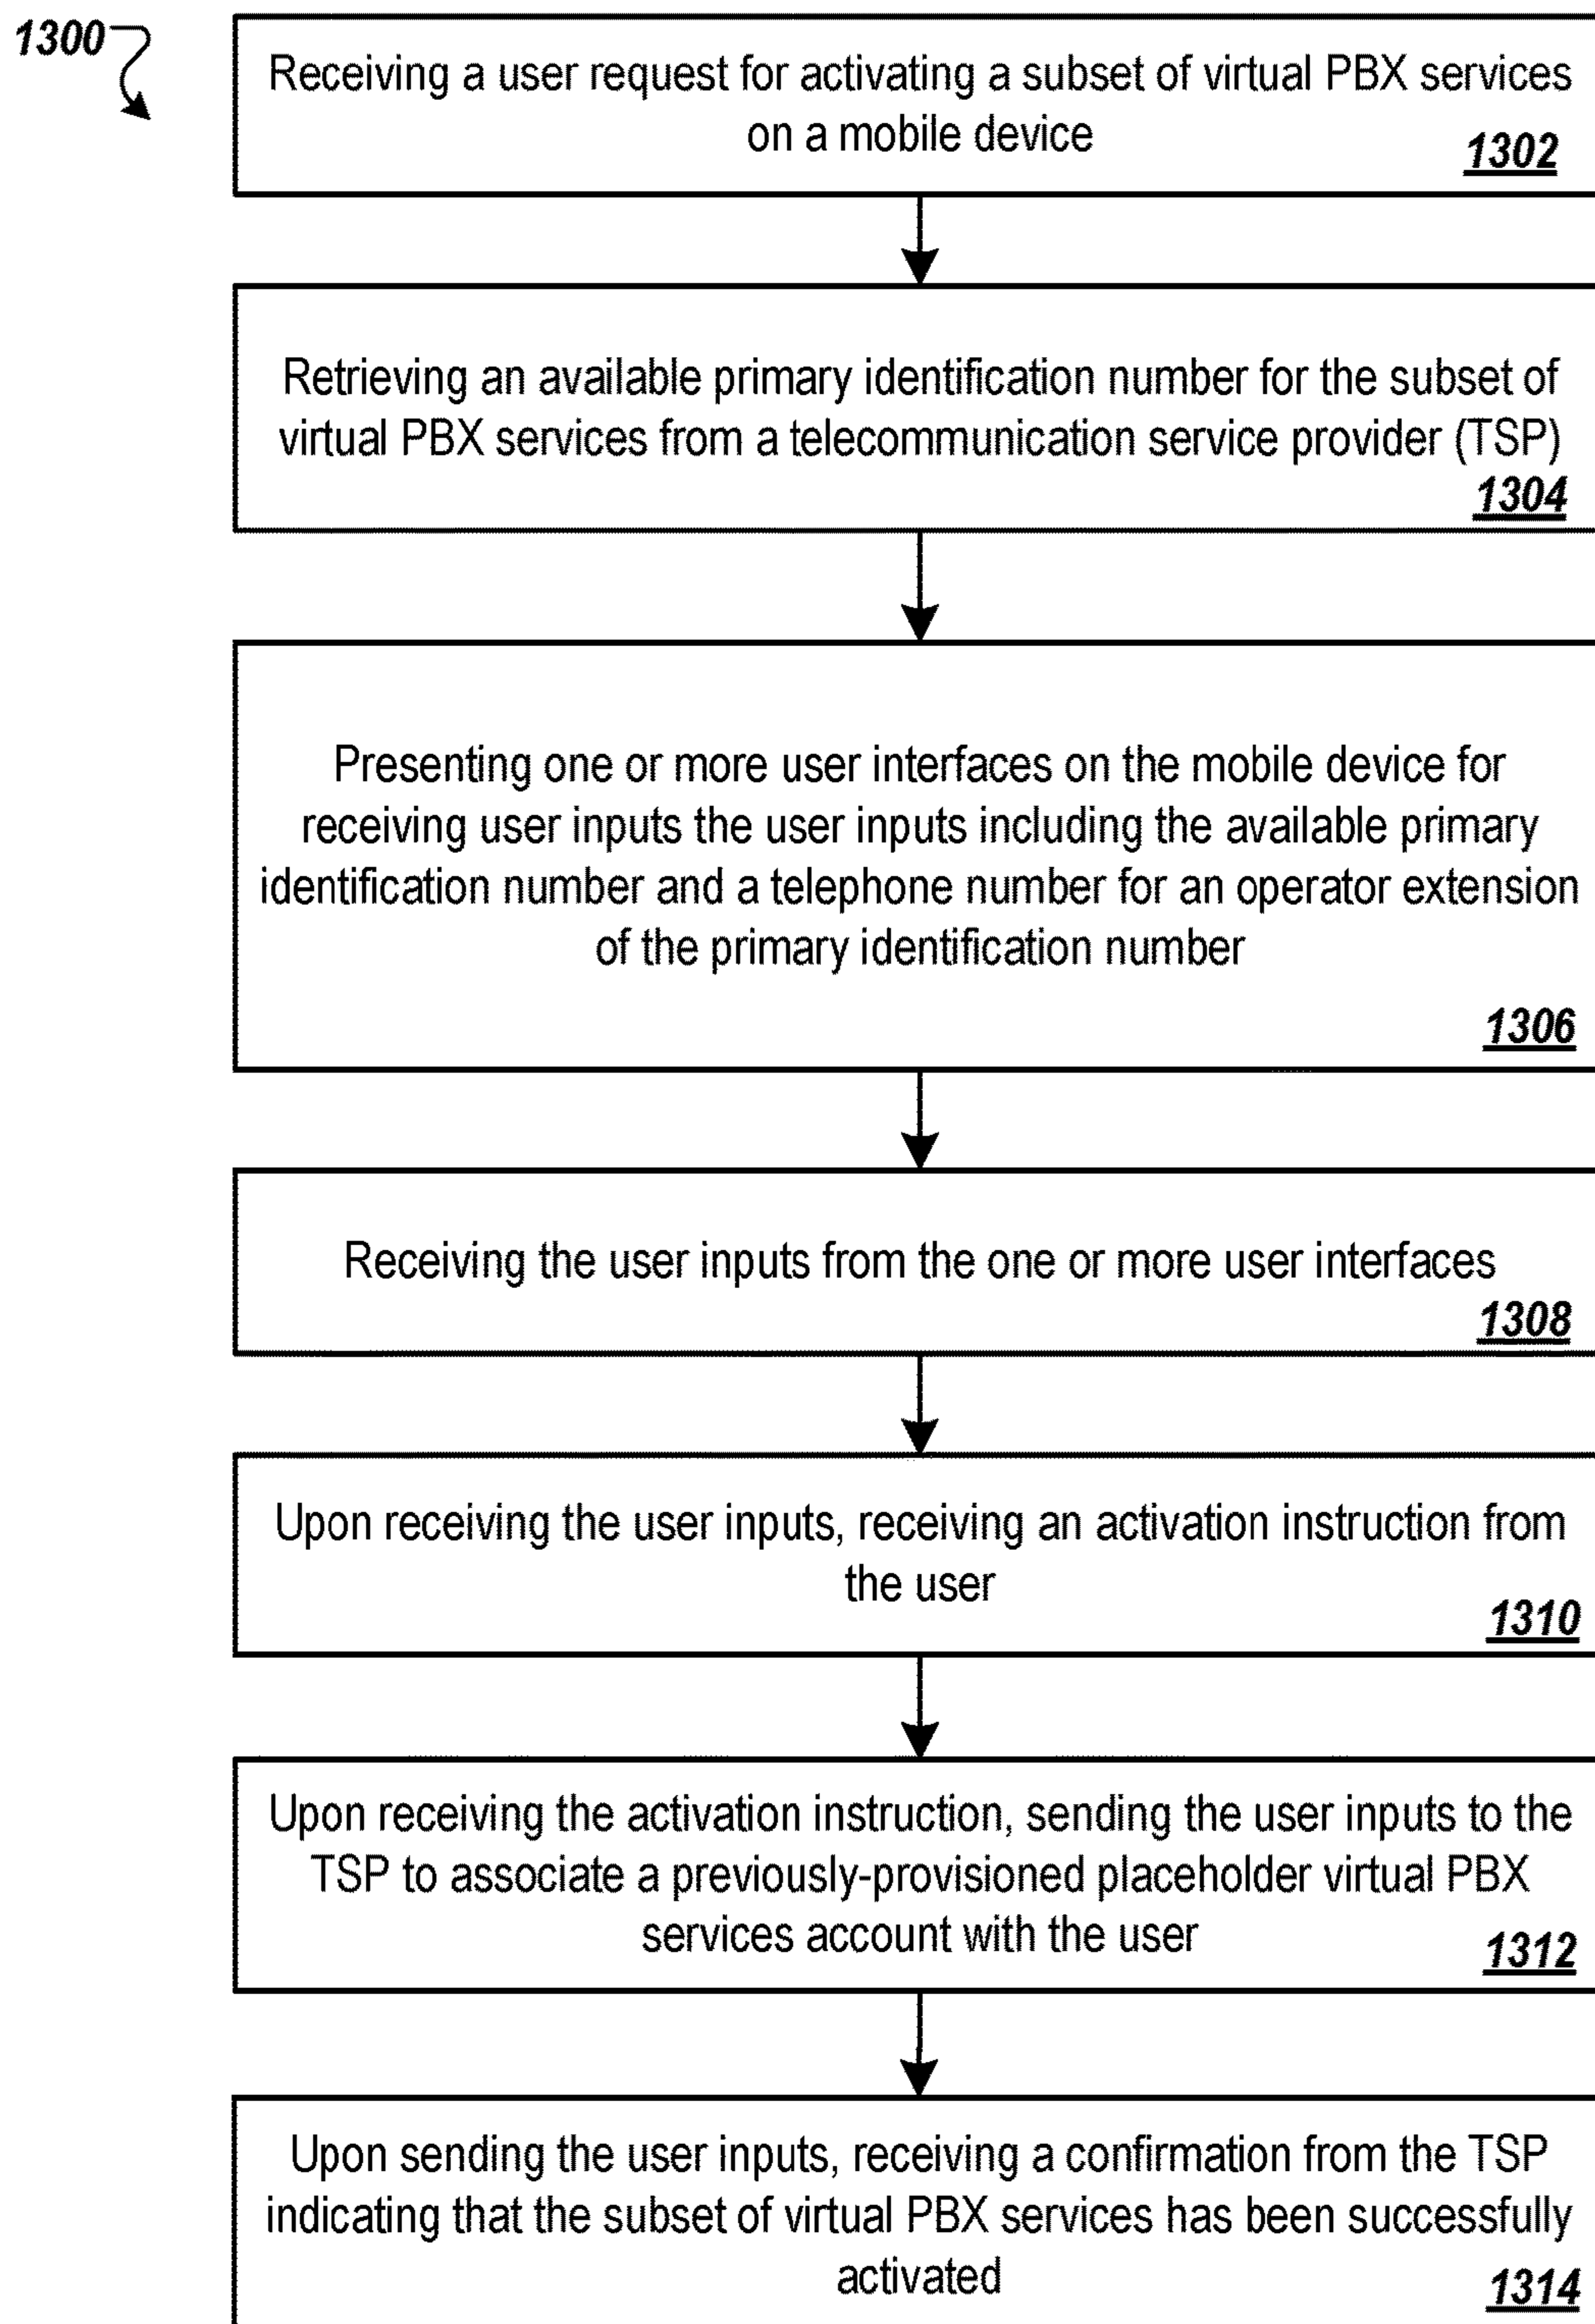 1300
Receiving a user request for activating a subset of virtual PBX services
on a mobile device
1302
Retrieving an available primary identification number for the subset of
virtual PBX services from a telecommunication service provider (TSP)
1304
Presenting one or more user interfaces on the mobile device for
receiving user inputs the user inputs including the available primary
identification number and a telephone number for an operator extension
of the primary identification number
1306
Receiving the user inputs from the one or more user interfaces
1308
Upon receiving the user inputs, receiving an activation instruction from
the user
1310
Upon receiving the activation instruction, sending the user inputs to the
TSP to associate a previously-provisioned placeholder virtual PBX
services account with the user
1312
Upon sending the user inputs, receiving a confirmation from the TSP
indicating that the subset of virtual PBX services has been successfully
activated
1314